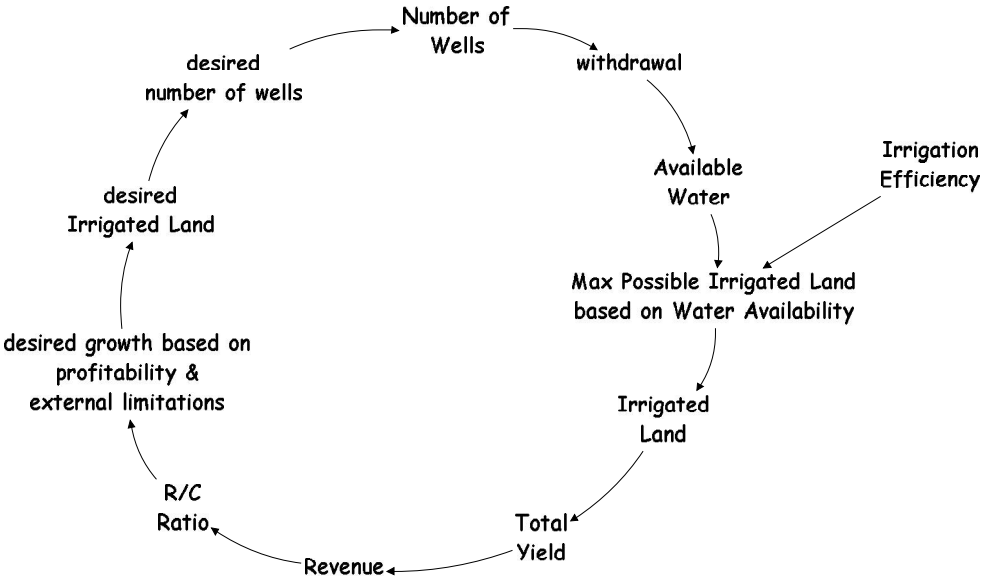 Number of
Wells
withdrawal
Available
Water
Irrigation
Efficiency
Max Possible Irrigated Land
based on Water Availability
Irrigated
Land
Total
Yield
Revenue
R/C
Ratio
desired growth based on
profitability &
external limitations
desired
Irrigated Land
desired
number of wells